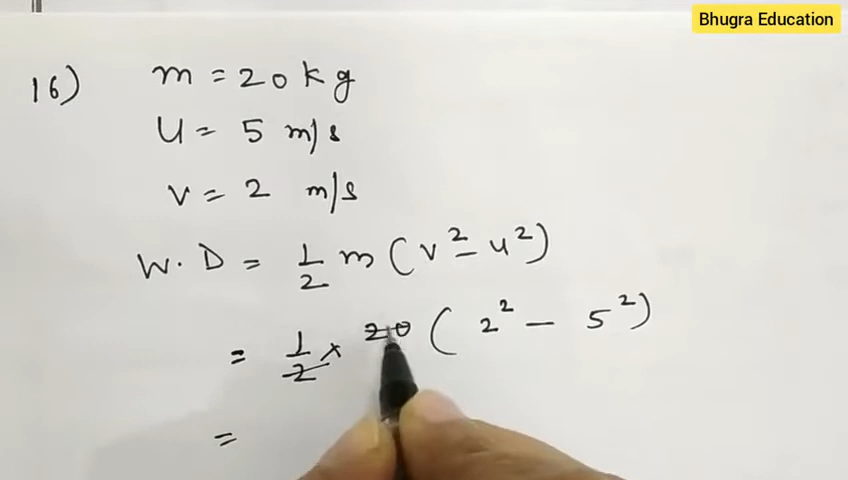 Bhugra Education
16) m = 20 kg
u = 5 m/s
v = 2 m/s
W.D = 1/2 m (v² - u²)
= 1/2 × 20 (2² - 5²)
=